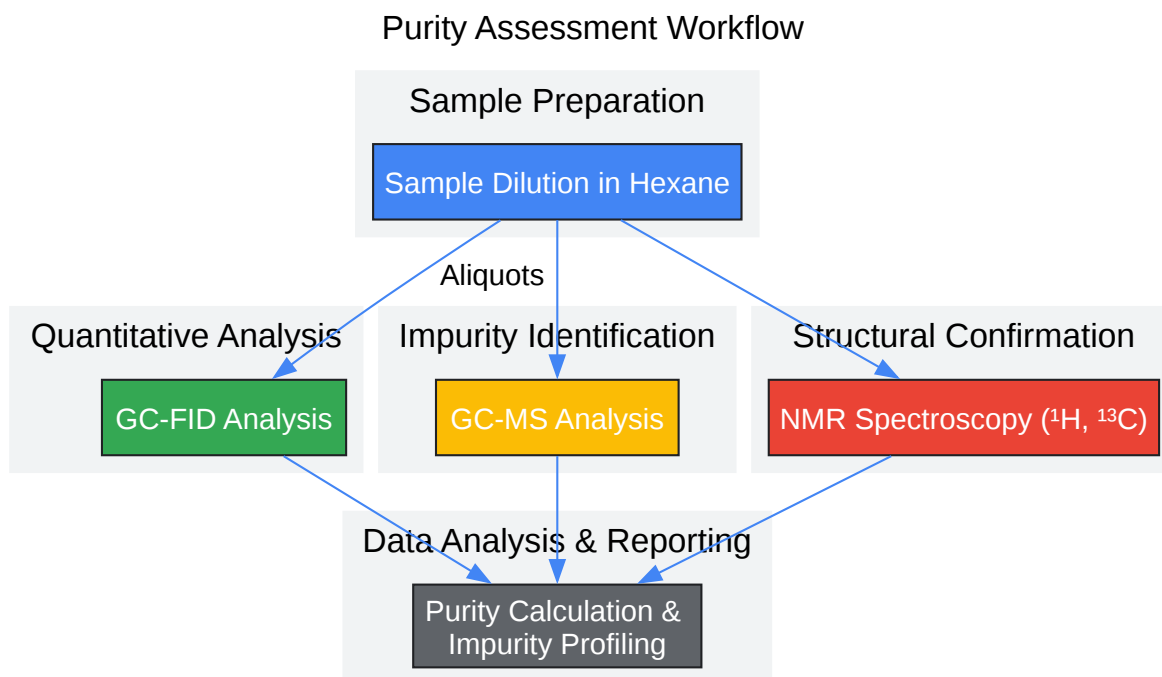 Purity Assessment Workflow
Sample Preparation
Sample Dilution in Hexane
Aliquots
Quantitative Analysis
Impurity Identification
Structural Confirmation
GC-FID Analysis
GC-MS Analysis
NMR Spectroscopy (¹H, ¹³C)
Data Analysis & Reporting
Purity Calculation &
Impurity Profiling